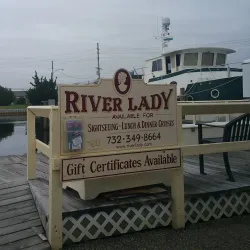 RIVER LADY
AVAILABLE FOR
SIGHTSEEING · LUNCH & DINNER CRUISES
732-349-8664
Gift Certificates Available